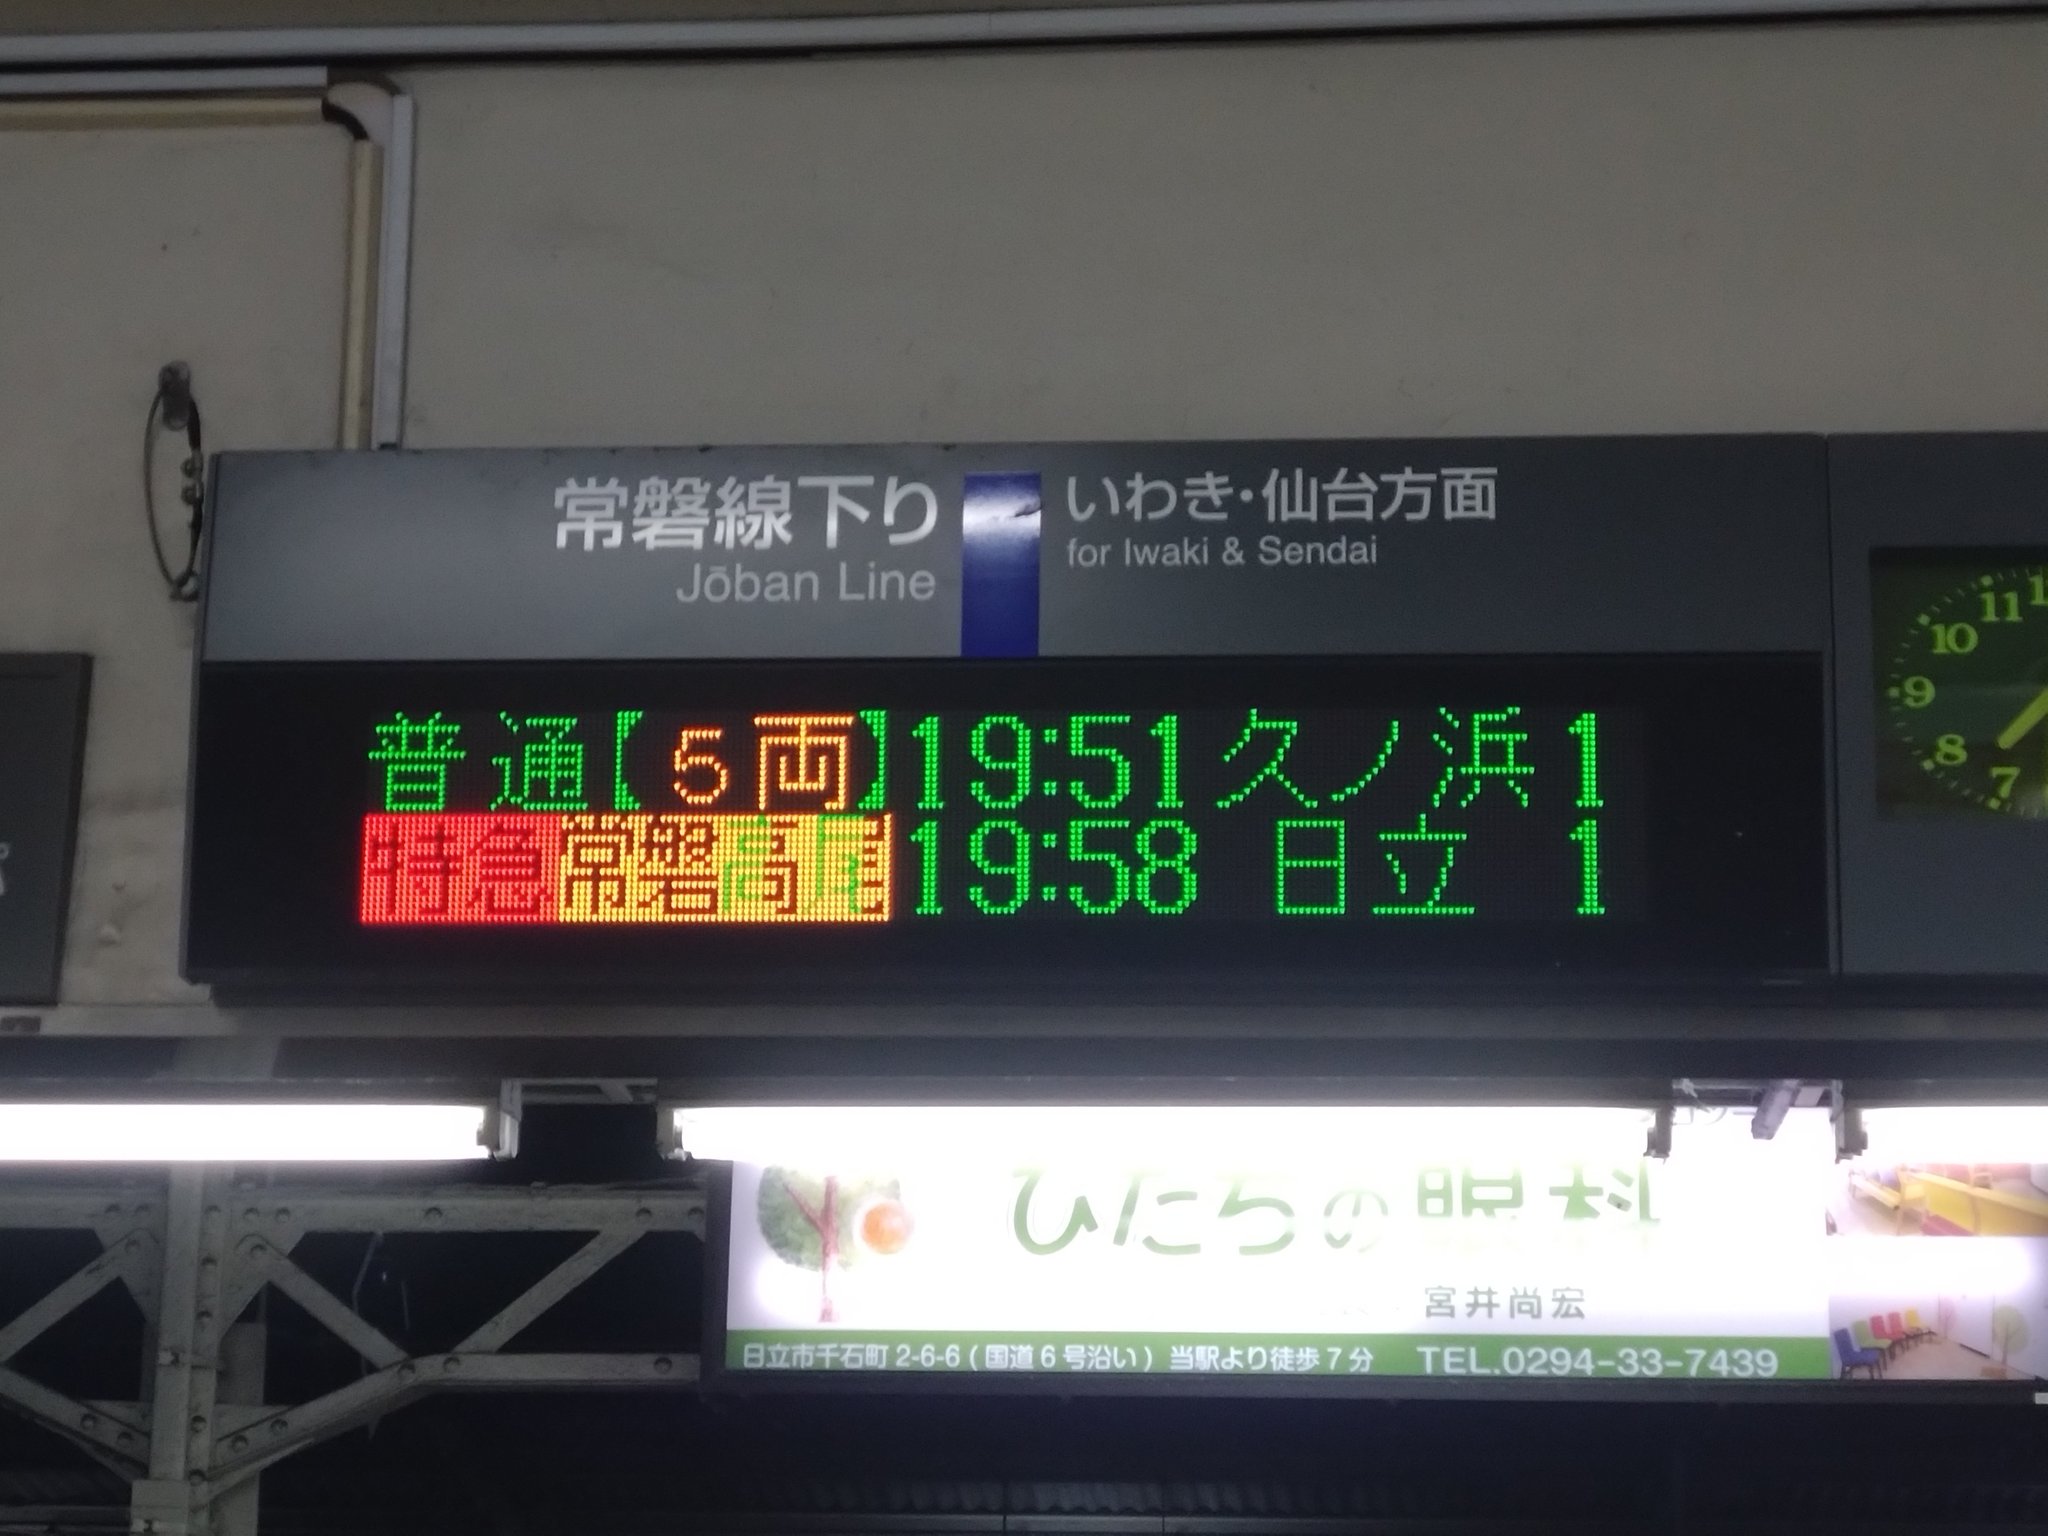 常磐線下り
Jōban Line
いわき・仙台方面
for Iwaki & Sendai
普通【5両】19:51 久ノ浜 1
特急 常磐高尾 19:58 日立 1
10 11
9
8
7
ひたちの眼科
宮井尚宏
日立市千石町 2-6-6 ( 国道 6 号沿い ) 当駅より徒歩 7 分 TEL.0294-33-7439